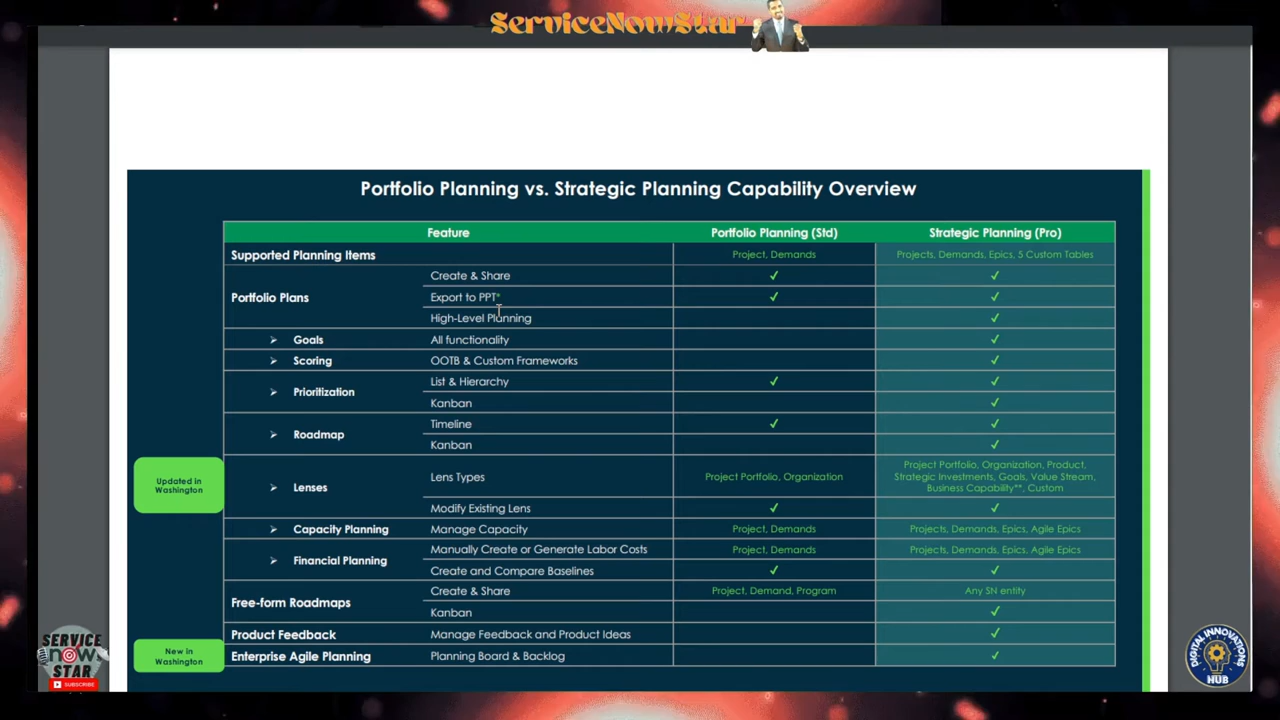 ServiceNowStar
Portfolio Planning vs. Strategic Planning Capability Overview
Feature Portfolio Planning (Std) Strategic Planning (Pro)
Supported Planning Items Project, Demands Projects, Demands, Epics, 5 Custom Tables
Portfolio Plans
Create & Share ✓ ✓
Export to PPT* ✓ ✓
High-Level Planning ✓
➢ Goals All functionality ✓
➢ Scoring OOTB & Custom Frameworks ✓
➢ Prioritization
List & Hierarchy ✓ ✓
Kanban ✓
➢ Roadmap
Timeline ✓ ✓
Kanban ✓
Updated in
Washington
➢ Lenses
Lens Types Project Portfolio, Organization
Project Portfolio, Organization, Product,
Strategic Investments, Goals, Value Stream,
Business Capability**, Custom
Modify Existing Lens ✓ ✓
➢ Capacity Planning Manage Capacity Project, Demands Projects, Demands, Epics, Agile Epics
➢ Financial Planning
Manually Create or Generate Labor Costs Project, Demands Projects, Demands, Epics, Agile Epics
Create and Compare Baselines ✓ ✓
Free-form Roadmaps
Create & Share Project, Demand, Program Any SN entity
Kanban ✓
Product Feedback Manage Feedback and Product Ideas ✓
New in
Washington
Enterprise Agile Planning Planning Board & Backlog ✓
SERVICE
NOW
STAR
SUBSCRIBE
DIGITAL INNOVATIONS
HUB